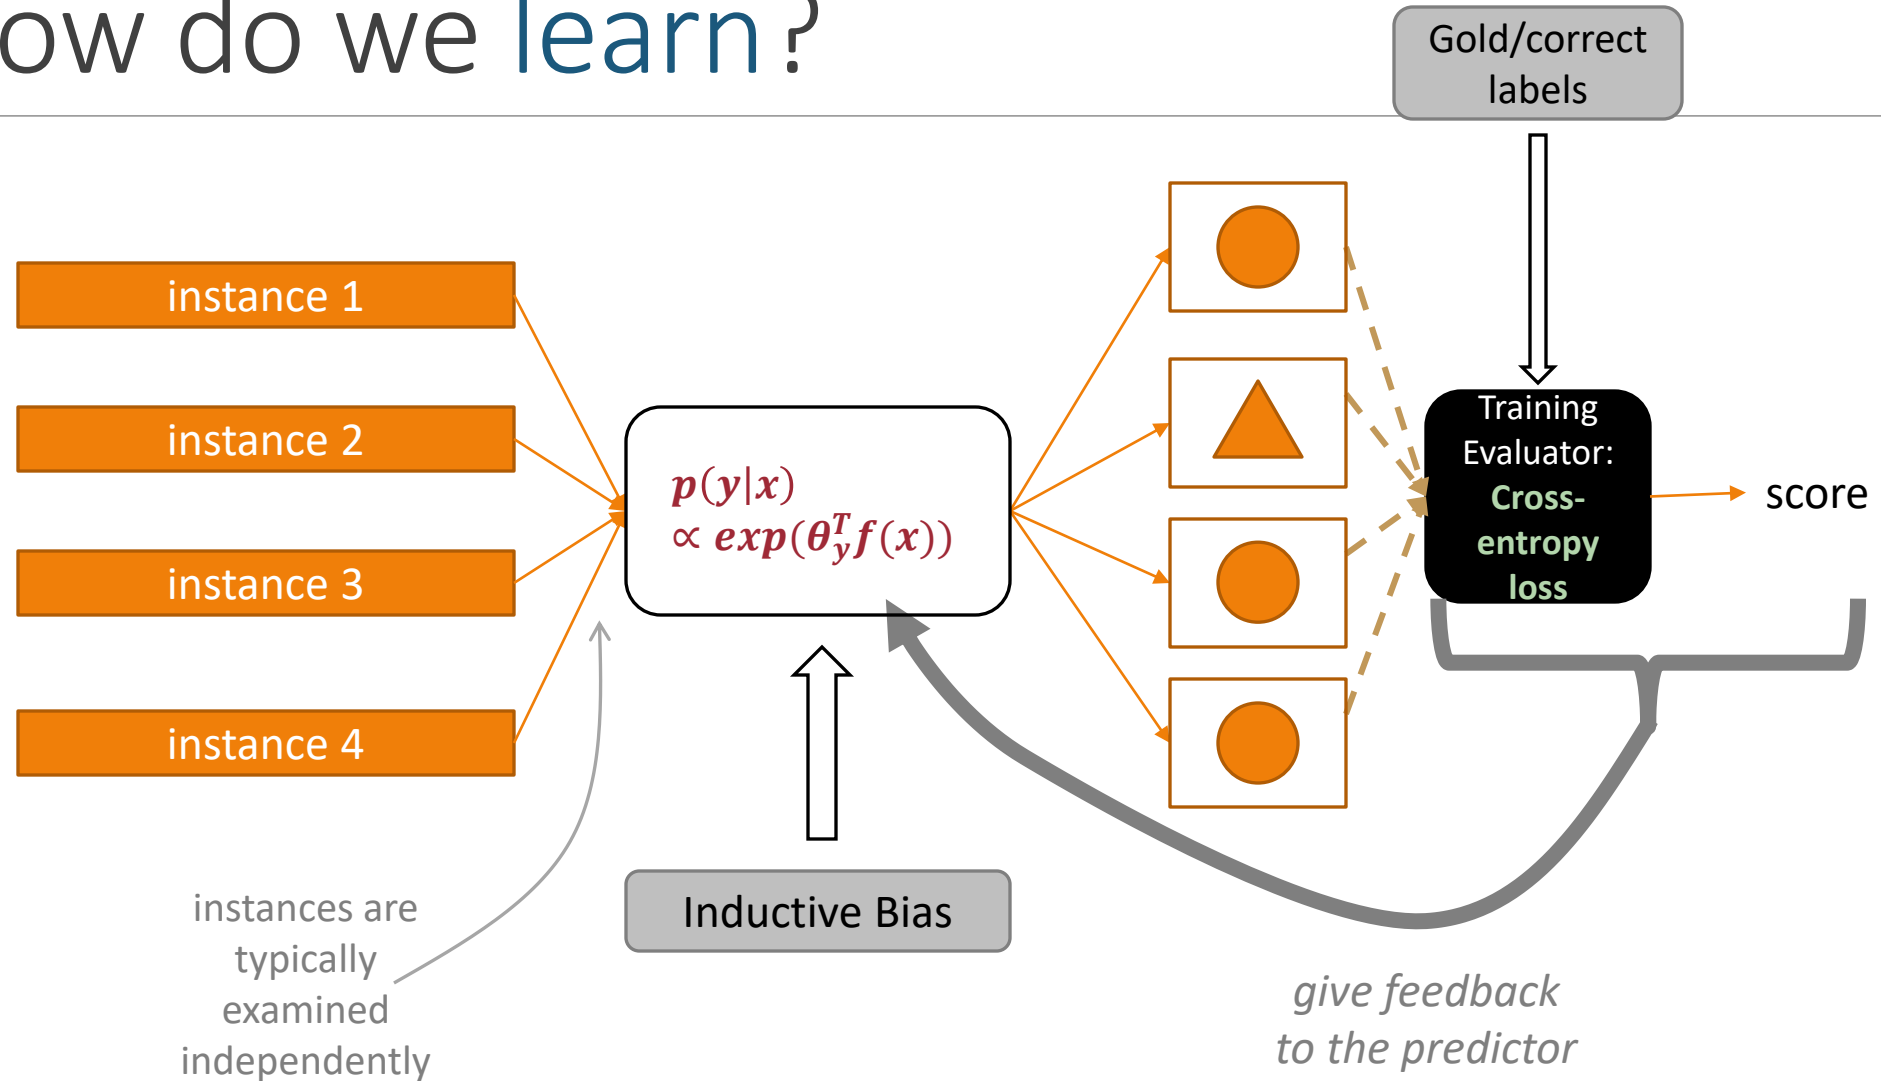 ow do we learn?
Gold/correct
labels
instance 1
instance 2
instance 3
instance 4
p(y|x)
∝ exp(θ_y^T f(x))
Training
Evaluator:
Cross-
entropy
loss
score
Inductive Bias
instances are
typically
examined
independently
give feedback
to the predictor